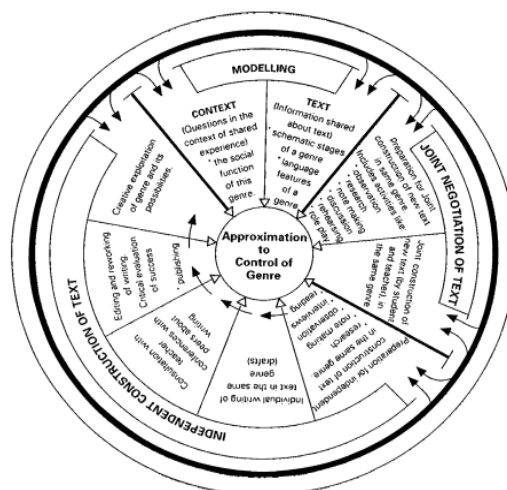 MODELLING
CONTEXT
(Questions in the
context of shared
experience)
• the social
function of
this genre.
TEXT
(Information shared
about text)
• schematic stages
of a genre
• language
features of
a genre
JOINT NEGOTIATION OF TEXT
preparation for Joint
construction of new text
in same genre
Includes activities like:
• observation
• research
• note making
• discussion
• rehearsing
• role play
Joint construction of
new text (by student
and teacher), in
the same genre
INDEPENDENT CONSTRUCTION OF TEXT
Preparation for independent
construction of text
in the same genre
• research
• note making
• observation
• interviews
• reading
Individual writing of
text in the same
genre
(drafts)
Consultation with
teacher
conferences with
peers about
writing
Editing and reworking
Critical evaluation
of success
of writing.
Publishing
Creative exploitation
of genre and its
possibilities.
Approximation
to
Control of
Genre